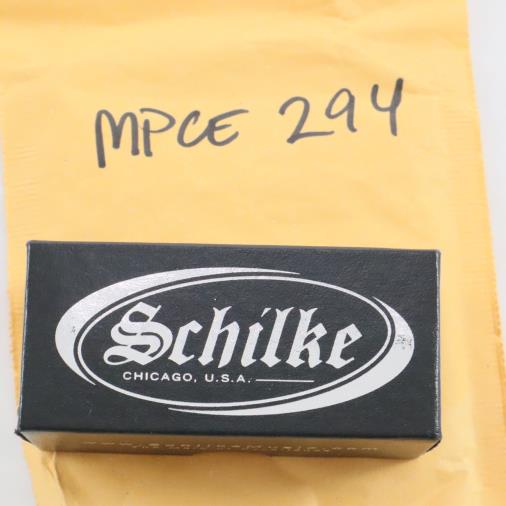 MPCE 294
Schilke
CHICAGO, U.S.A.